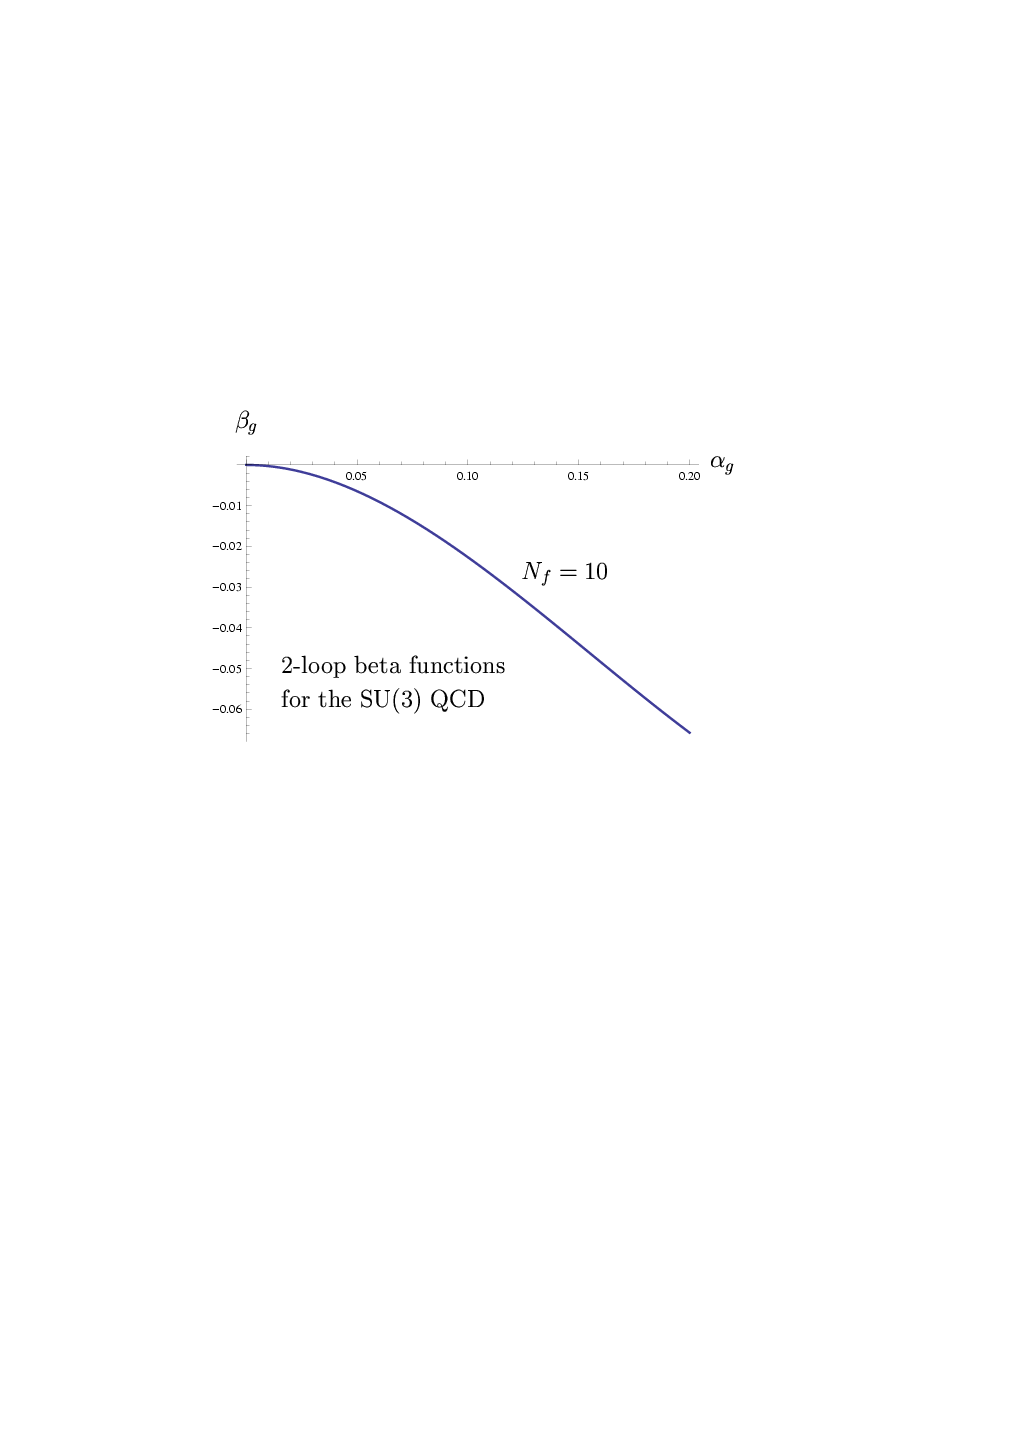 β_g
α_g
0.05 0.10 0.15 0.20
−0.01
−0.02
−0.03
−0.04
−0.05
−0.06
N_f = 10
2-loop beta functions
for the SU(3) QCD